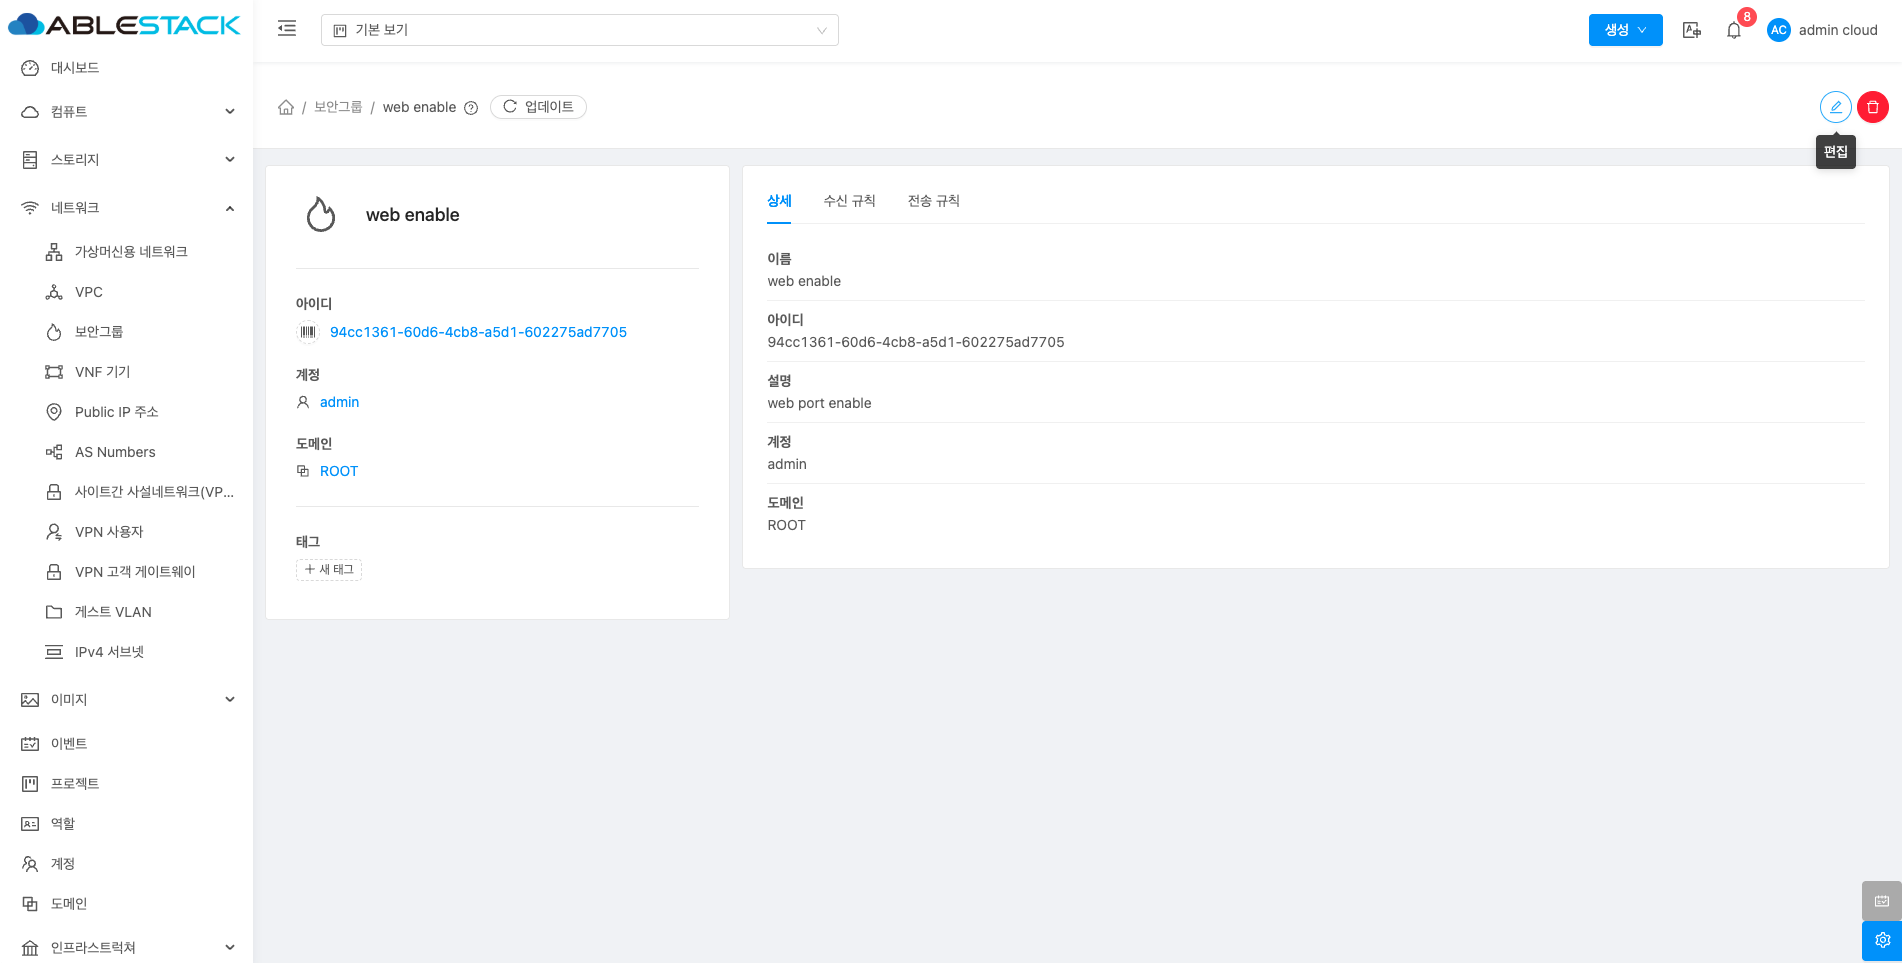 ABLESTACK
기본 보기
생성
8
AC
admin cloud
대시보드
컴퓨트
스토리지
네트워크
가상머신용 네트워크
VPC
보안그룹
VNF 기기
Public IP 주소
AS Numbers
사이트간 사설네트워크(VP...
VPN 사용자
VPN 고객 게이트웨이
게스트 VLAN
IPv4 서브넷
이미지
이벤트
프로젝트
역할
계정
도메인
인프라스트럭쳐
/ 보안그룹 / web enable
업데이트
편집
web enable
아이디
94cc1361-60d6-4cb8-a5d1-602275ad7705
계정
admin
도메인
ROOT
태그
+ 새 태그
상세
수신 규칙
전송 규칙
이름
web enable
아이디
94cc1361-60d6-4cb8-a5d1-602275ad7705
설명
web port enable
계정
admin
도메인
ROOT